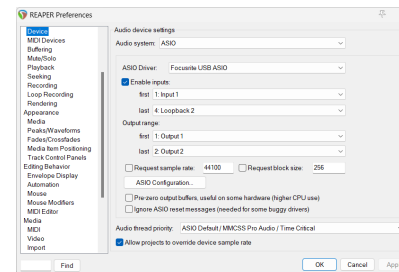 REAPER Preferences
Device
MIDI Devices
Buffering
Mute/Solo
Playback
Seeking
Recording
Loop Recording
Rendering
Appearance
Media
Peaks/Waveforms
Fades/Crossfades
Media Item Positioning
Track Control Panels
Editing Behavior
Envelope Display
Automation
Mouse
Mouse Modifiers
MIDI Editor
Media
MIDI
Video
Import
Find
Audio device settings
Audio system: ASIO
ASIO Driver: Focusrite USB ASIO
Enable inputs:
first 1: Input 1
last 4: Loopback 2
Output range:
first 1: Output 1
last 2: Output 2
Request sample rate: 44100 Request block size: 256
ASIO Configuration...
Pre-zero output buffers, useful on some hardware (higher CPU use)
Ignore ASIO reset messages (needed for some buggy drivers)
Audio thread priority: ASIO Default / MMCSS Pro Audio / Time Critical
Allow projects to override device sample rate
OK Cancel App